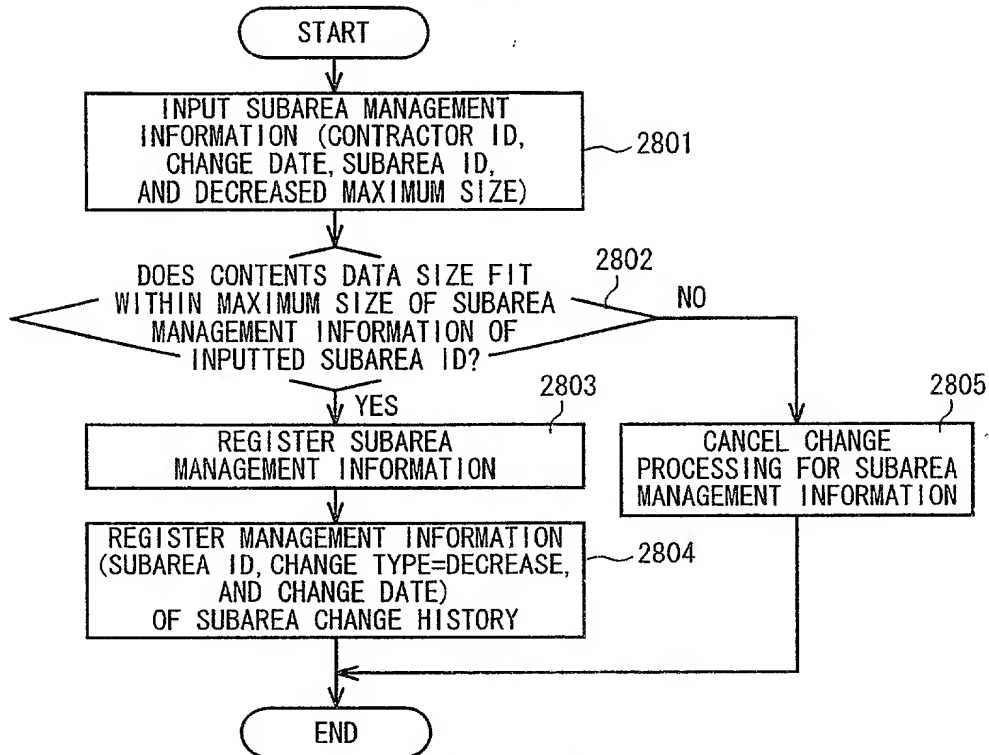 START
INPUT SUBAREA MANAGEMENT
INFORMATION (CONTRACTOR ID,
CHANGE DATE, SUBAREA ID,
AND DECREASED MAXIMUM SIZE)
2801
DOES CONTENTS DATA SIZE FIT
WITHIN MAXIMUM SIZE OF SUBAREA
MANAGEMENT INFORMATION OF
INPUTTED SUBAREA ID?
2802
NO
YES
2803
REGISTER SUBAREA
MANAGEMENT INFORMATION
2805
CANCEL CHANGE
PROCESSING FOR SUBAREA
MANAGEMENT INFORMATION
REGISTER MANAGEMENT INFORMATION
(SUBAREA ID, CHANGE TYPE=DECREASE,
AND CHANGE DATE)
OF SUBAREA CHANGE HISTORY
2804
END